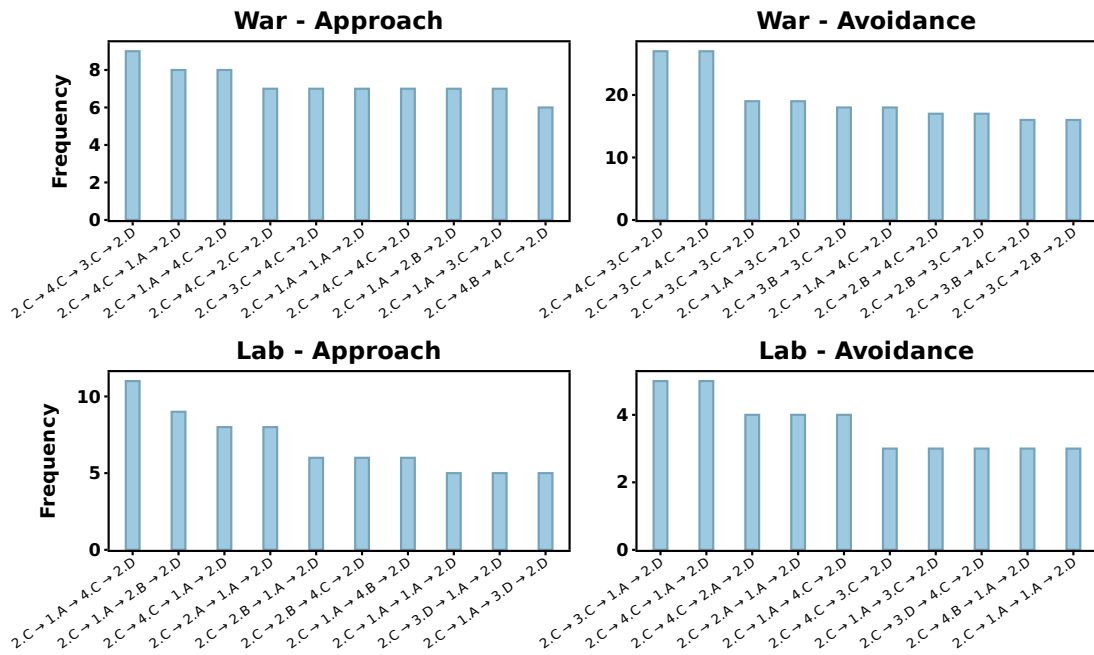 War - Approach
War - Avoidance
Frequency
8
6
4
2
0
20
10
0
2.C → 4.C → 3.C → 2.D
2.C → 4.C → 1.A → 2.D
2.C → 1.A → 4.C → 2.D
2.C → 4.C → 2.C → 2.D
2.C → 3.C → 4.C → 2.D
2.C → 1.A → 1.A → 2.D
2.C → 4.C → 4.C → 2.D
2.C → 1.A → 2.B → 2.D
2.C → 1.A → 3.C → 2.D
2.C → 4.B → 4.C → 2.D
2.C → 4.C → 3.C → 2.D
2.C → 3.C → 4.C → 2.D
2.C → 3.C → 3.C → 2.D
2.C → 1.A → 3.C → 2.D
2.C → 3.B → 3.C → 2.D
2.C → 1.A → 4.C → 2.D
2.C → 2.B → 4.C → 2.D
2.C → 2.B → 3.C → 2.D
2.C → 3.B → 4.C → 2.D
2.C → 3.C → 2.B → 2.D
Lab - Approach
Lab - Avoidance
Frequency
10
5
0
4
2
0
2.C → 1.A → 4.C → 2.D
2.C → 1.A → 2.B → 2.D
2.C → 4.C → 1.A → 2.D
2.C → 2.A → 1.A → 2.D
2.C → 2.B → 1.A → 2.D
2.C → 2.B → 4.C → 2.D
2.C → 1.A → 4.B → 2.D
2.C → 1.A → 1.A → 2.D
2.C → 3.D → 1.A → 2.D
2.C → 1.A → 3.D → 2.D
2.C → 3.C → 1.A → 2.D
2.C → 4.C → 1.A → 2.D
2.C → 4.C → 2.A → 2.D
2.C → 2.A → 1.A → 2.D
2.C → 1.A → 4.C → 2.D
2.C → 4.C → 3.C → 2.D
2.C → 1.A → 3.C → 2.D
2.C → 3.D → 4.C → 2.D
2.C → 4.B → 1.A → 2.D
2.C → 1.A → 1.A → 2.D